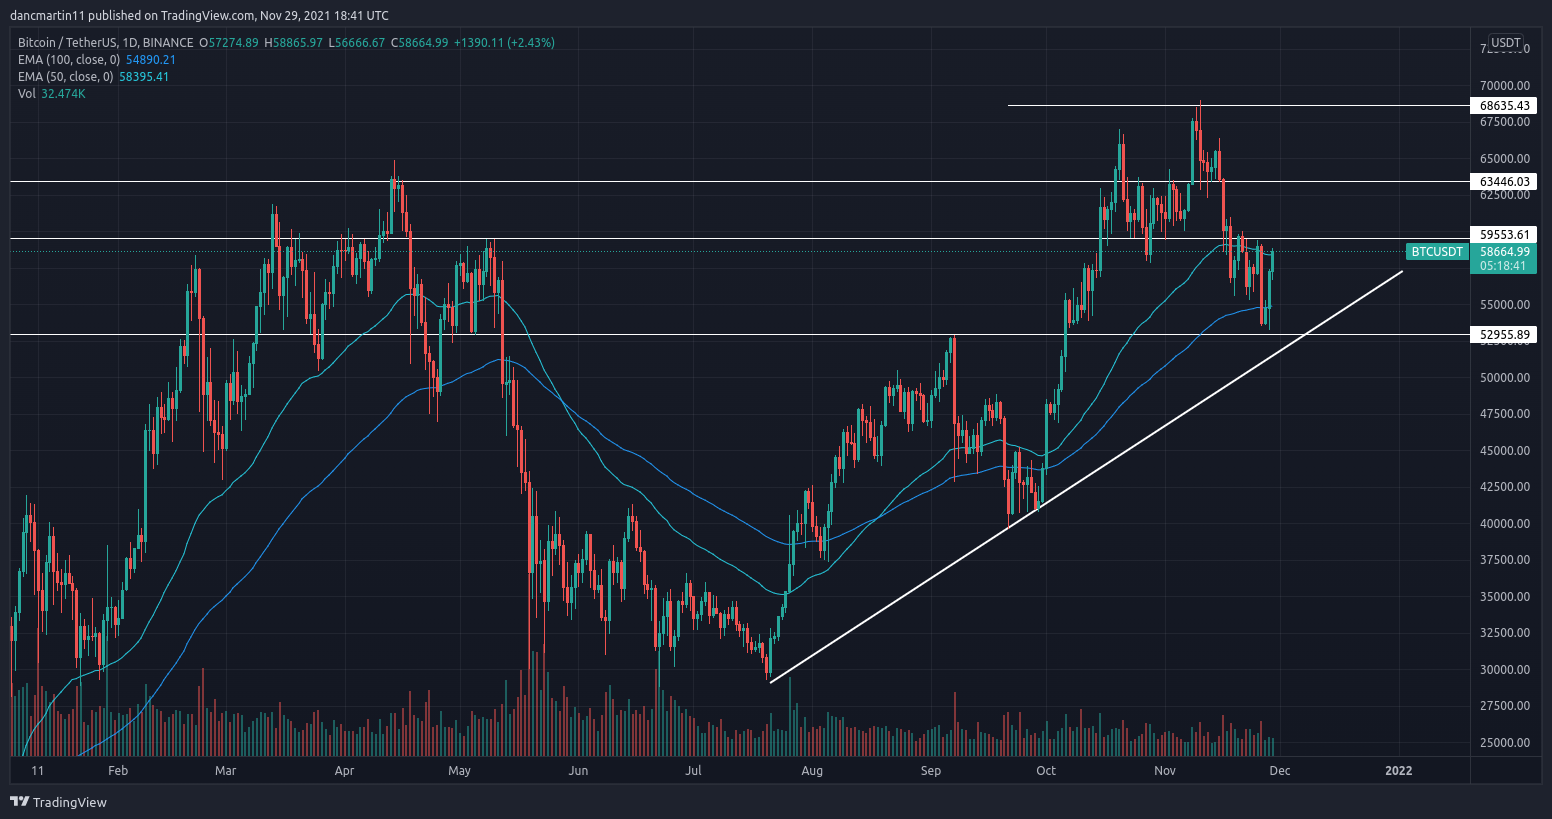 dancmartin11 published on TradingView.com, Nov 29, 2021 18:41 UTC
Bitcoin / TetherUS, 1D, BINANCE O57274.89 H58865.97 L56666.67 C58664.99 +1390.11 (+2.43%)
EMA (100, close, 0) 54890.21
EMA (50, close, 0) 58395.41
Vol 32.474K
USDT
70000.00
68635.43
67500.00
65000.00
63446.03
62500.00
59553.61
BTCUSDT 58664.99
05:18:41
55000.00
52955.89
50000.00
47500.00
45000.00
42500.00
40000.00
37500.00
35000.00
32500.00
30000.00
27500.00
25000.00
11 Feb Mar Apr May Jun Jul Aug Sep Oct Nov Dec 2022
TradingView